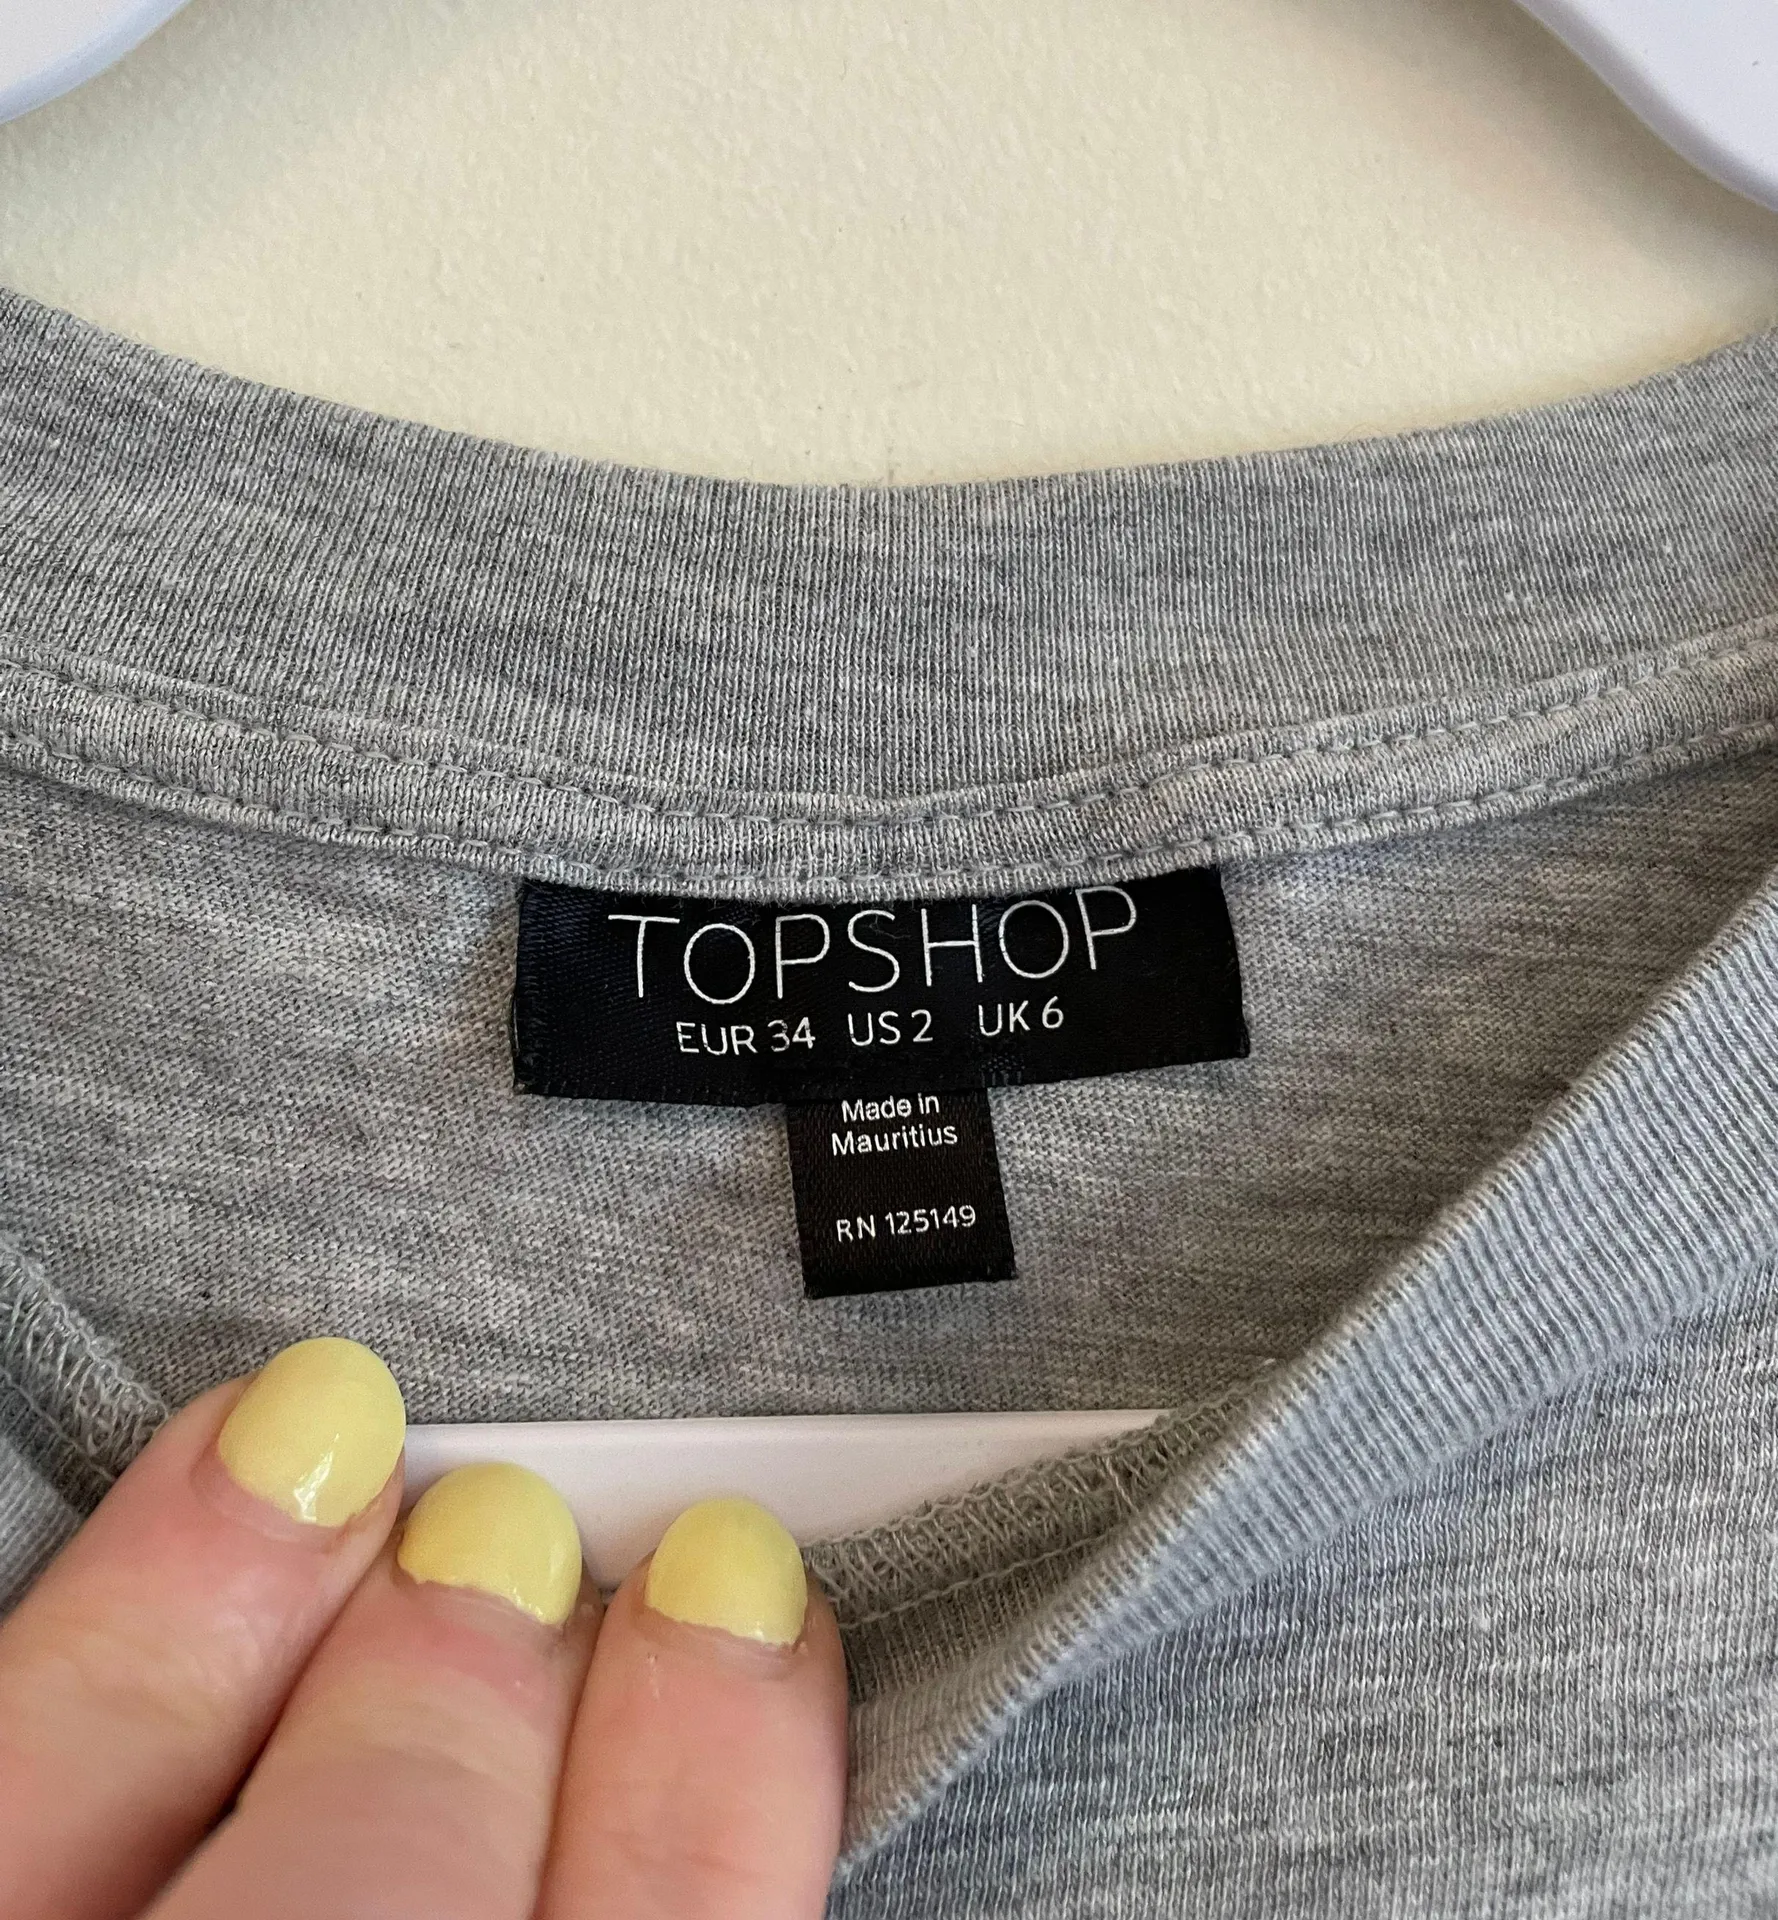 TOPSHOP
EUR 34 US 2 UK 6
Made in
Mauritius
RN 125149